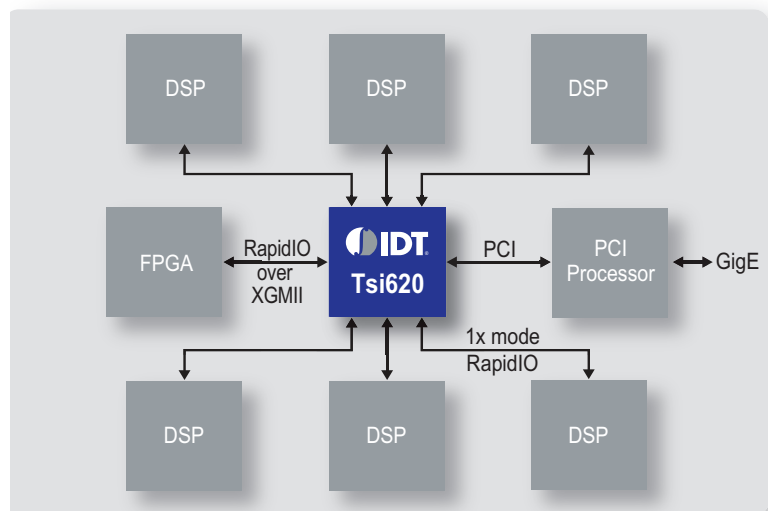 DSP
DSP
DSP
FPGA
RapidIO
over
XGMII
IDT
Tsi620
PCI
PCI
Processor
GigE
1x mode
RapidIO
DSP
DSP
DSP